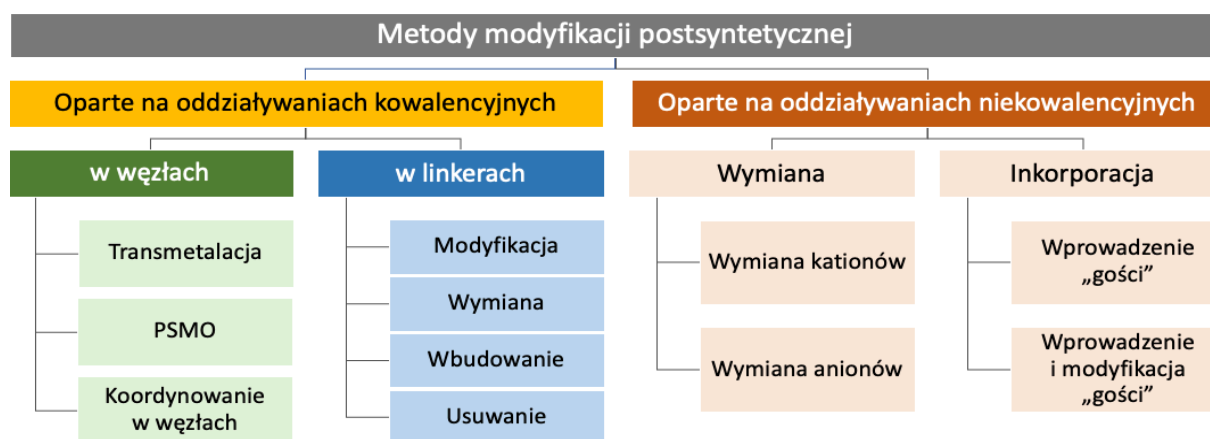 Metody modyfikacji postsyntetycznej
Oparte na oddziaływaniach kowalencyjnych
Oparte na oddziaływaniach niekowalencyjnych
w węzłach
w linkerach
Wymiana
Inkorporacja
Transmetalacja
PSMO
Koordynowanie
w węzłach
Modyfikacja
Wymiana
Wbudowanie
Usuwanie
Wymiana kationów
Wymiana anionów
Wprowadzenie
„gości”
Wprowadzenie
i modyfikacja
„gości”